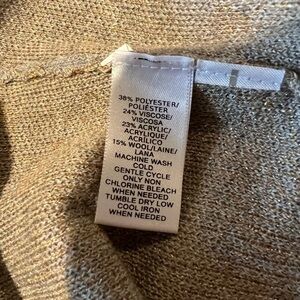 38% POLYESTER/
POLIÉSTER
24% VISCOSE/
VISCOSA
23% ACRYLIC/
ACRYLIQUE/
ACRÍLICO
15% WOOL/LAINE/
LANA
MACHINE WASH
COLD
GENTLE CYCLE
ONLY NON
CHLORINE BLEACH
WHEN NEEDED
TUMBLE DRY LOW
COOL IRON
WHEN NEEDED